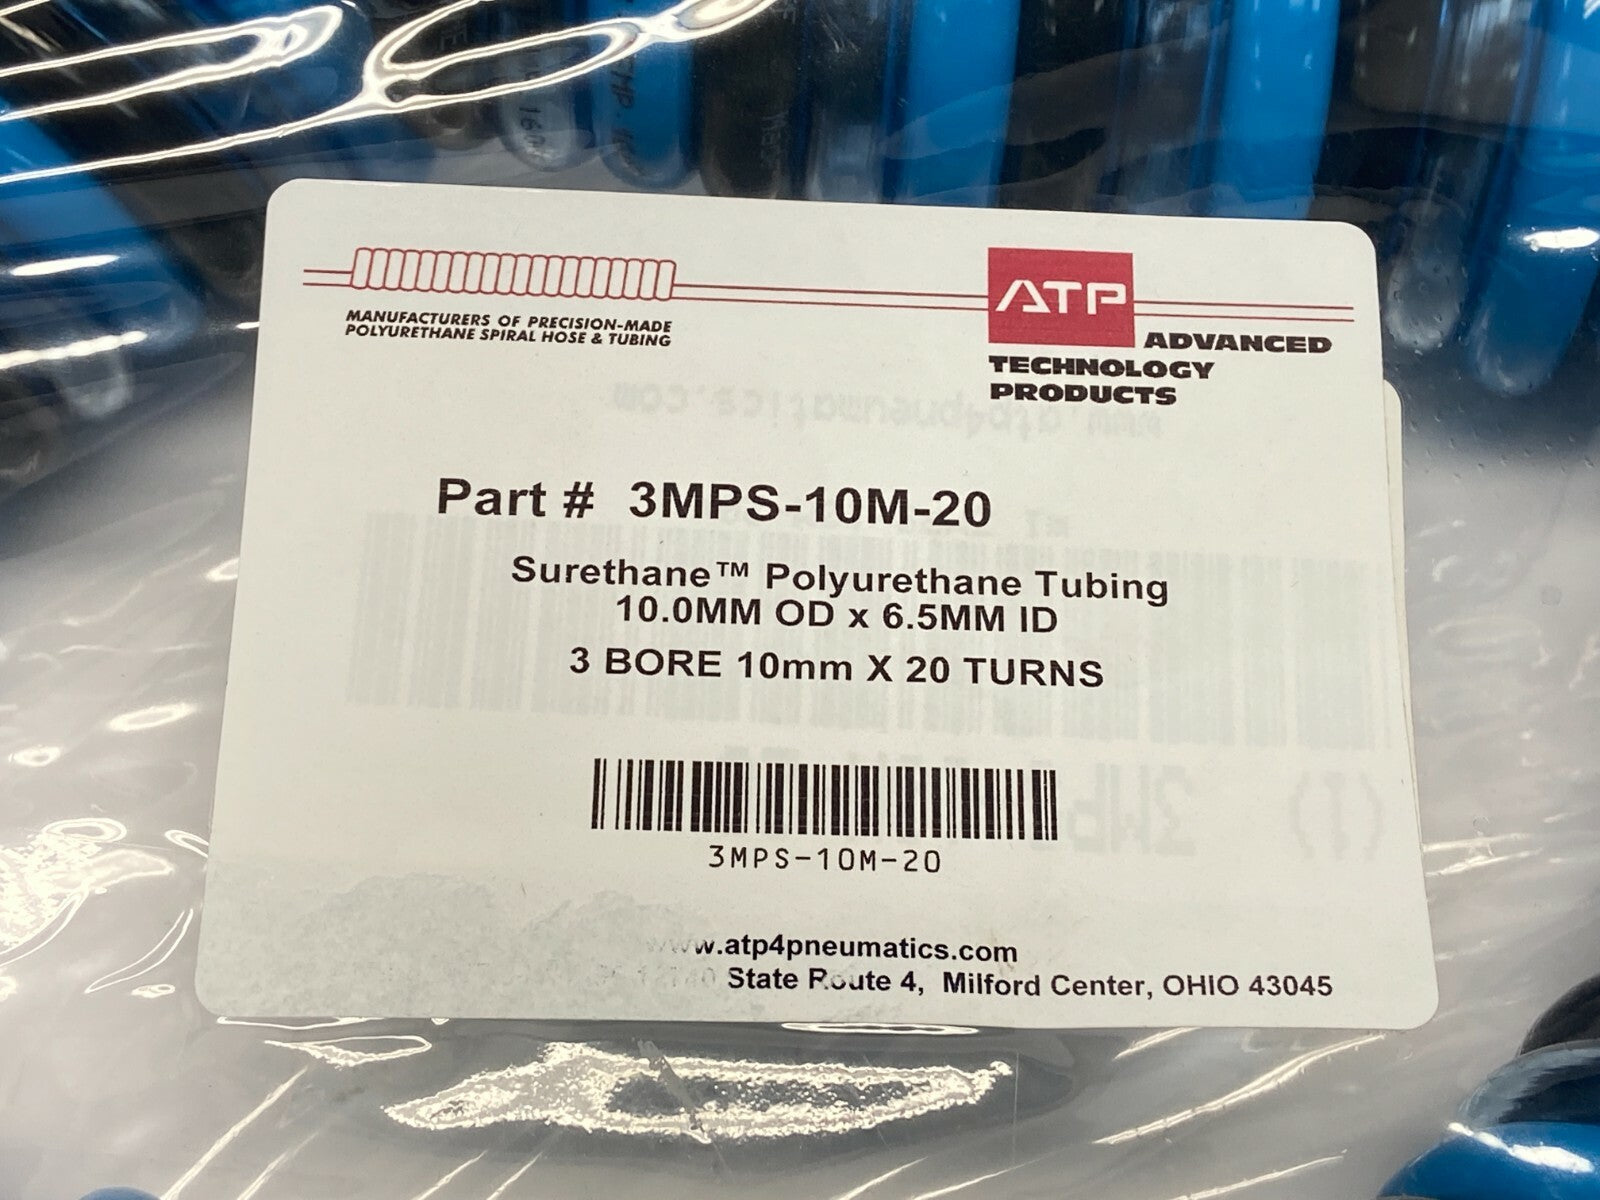 MANUFACTURERS OF PRECISION-MADE
POLYURETHANE SPIRAL HOSE & TUBING
ATP
ADVANCED
TECHNOLOGY
PRODUCTS
Part # 3MPS-10M-20
Surethane™ Polyurethane Tubing
10.0MM OD x 6.5MM ID
3 BORE 10mm X 20 TURNS
3MPS-10M-20
www.atp4pneumatics.com
State Route 4, Milford Center, OHIO 43045